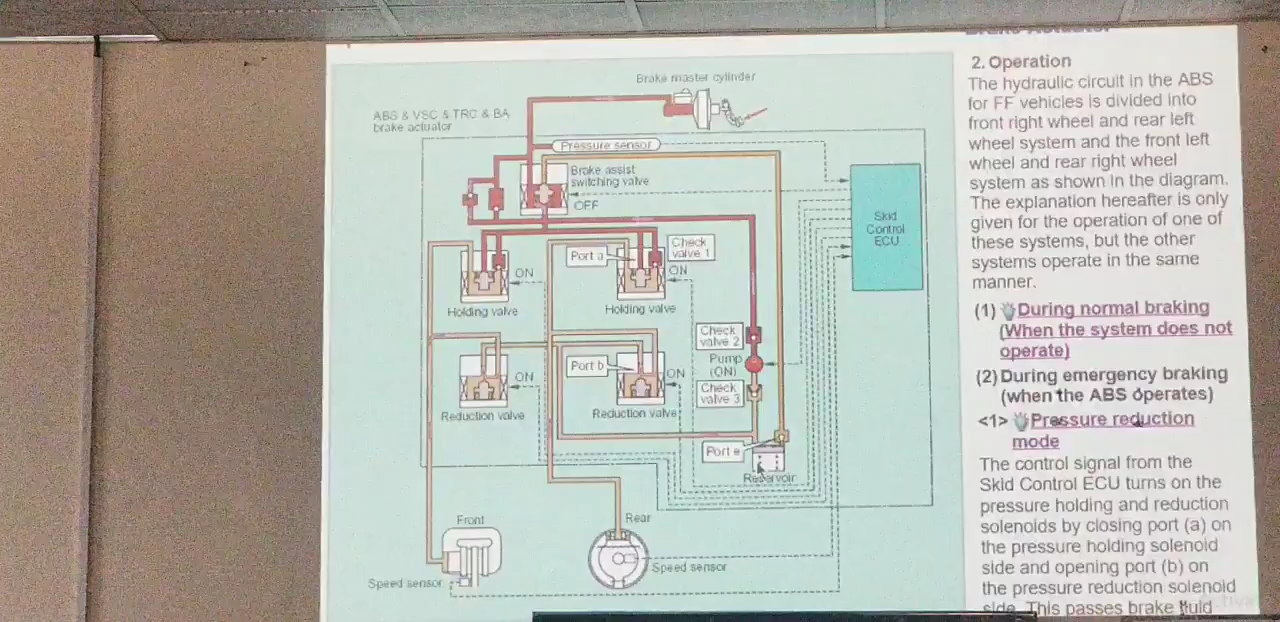 Brake master cylinder
ABS & VSC & TRC & BA
brake actuator
Pressure sensor
Brake assist
switching valve
OFF
Skid
Control
ECU
Port a
Check
valve 1
ON
ON
Holding valve
Holding valve
Check
valve 2
Pump
(ON)
Port b
ON
ON
Check
valve 3
Reduction valve
Reduction valve
Port e
Reservoir
Front
Rear
Speed sensor
Speed sensor
2. Operation
The hydraulic circuit in the ABS
for FF vehicles is divided into
front right wheel and rear left
wheel system and the front left
wheel and rear right wheel
system as shown in the diagram.
The explanation hereafter is only
given for the operation of one of
these systems, but the other
systems operate in the same
manner.
(1) During normal braking
(When the system does not
operate)
(2) During emergency braking
(when the ABS operates)
<1> Pressure reduction
mode
The control signal from the
Skid Control ECU turns on the
pressure holding and reduction
solenoids by closing port (a) on
the pressure holding solenoid
side and opening port (b) on
the pressure reduction solenoid
side. This passes brake fluid